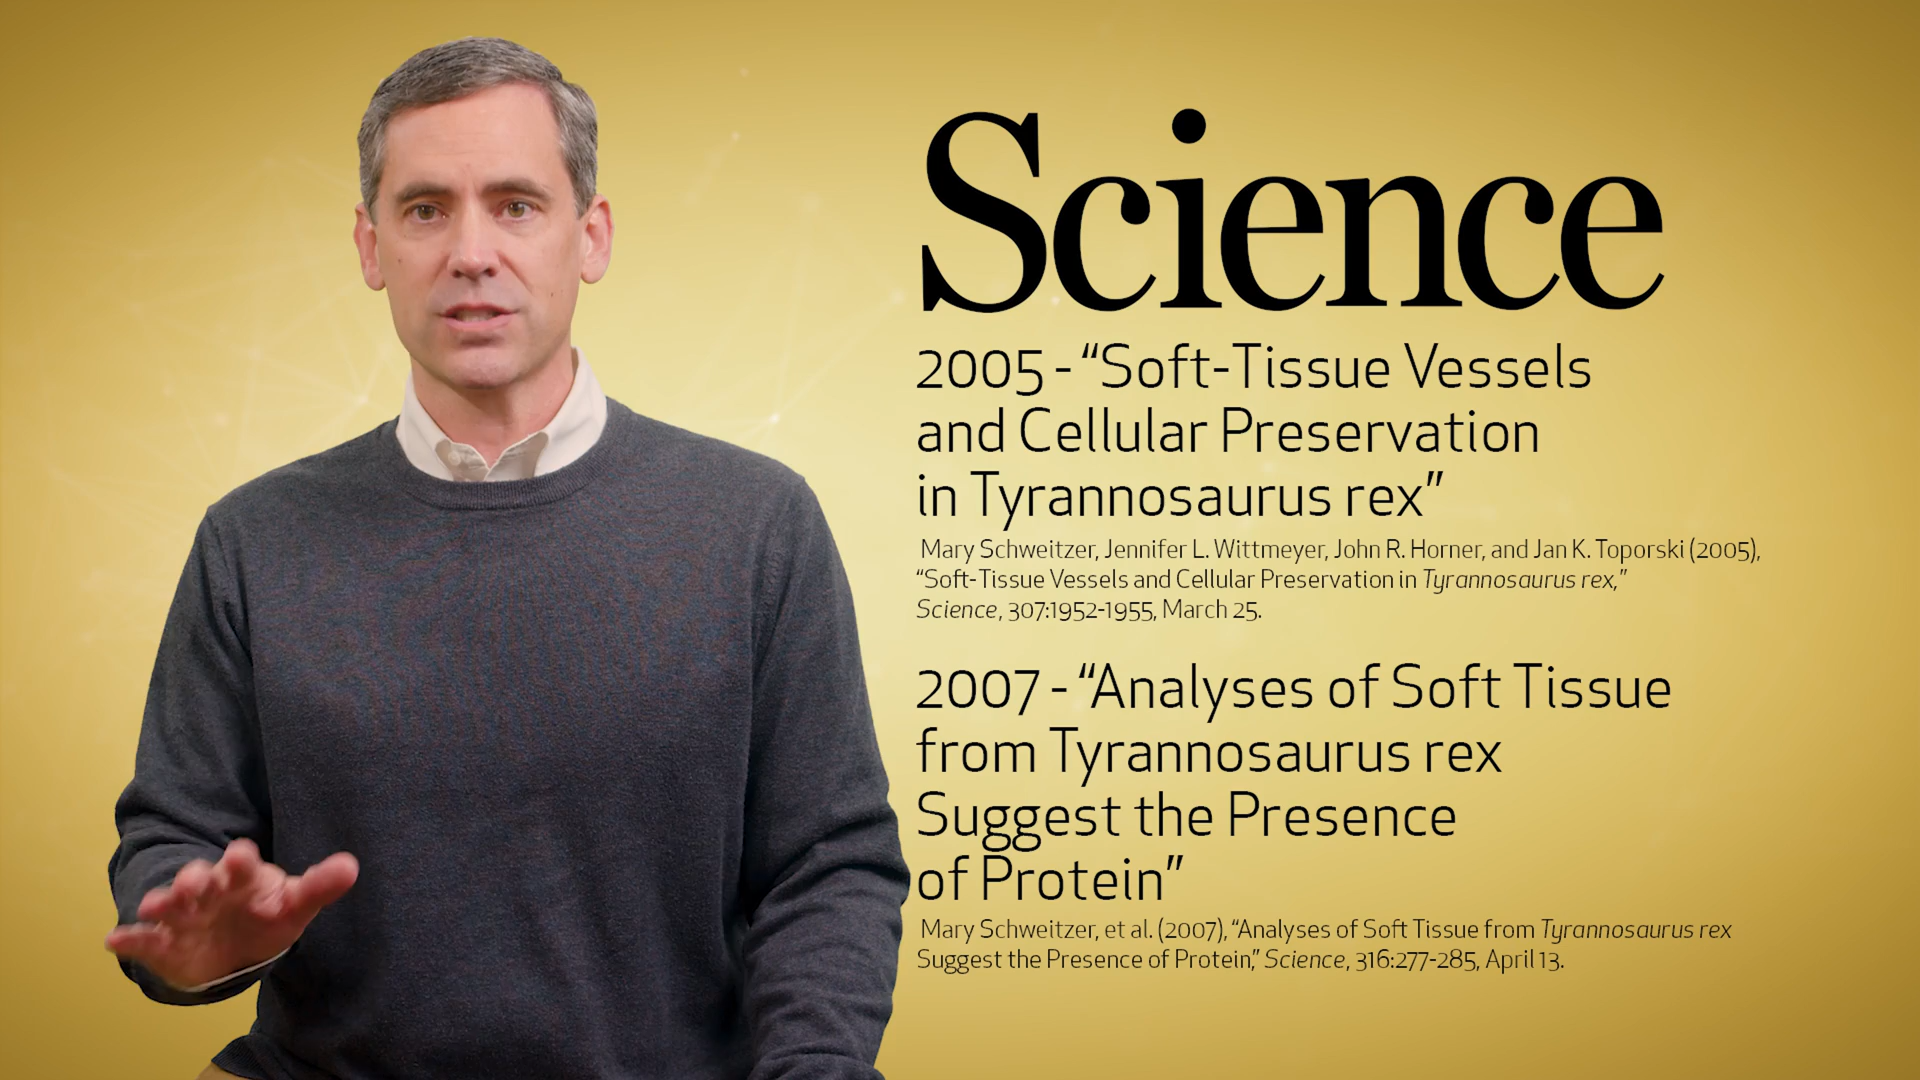 Science
2005 - “Soft-Tissue Vessels
and Cellular Preservation
in Tyrannosaurus rex”
Mary Schweitzer, Jennifer L. Wittmeyer, John R. Horner, and Jan K. Toporski (2005),
“Soft-Tissue Vessels and Cellular Preservation in Tyrannosaurus rex,”
Science, 307:1952-1955, March 25.
2007 - “Analyses of Soft Tissue
from Tyrannosaurus rex
Suggest the Presence
of Protein”
Mary Schweitzer, et al. (2007), “Analyses of Soft Tissue from Tyrannosaurus rex
Suggest the Presence of Protein,” Science, 316:277-285, April 13.